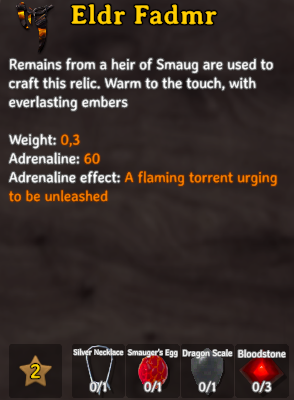 Eldr Fadmr
Remains from a heir of Smaug are used to
craft this relic. Warm to the touch, with
everlasting embers
Weight: 0,3
Adrenaline: 60
Adrenaline effect: A flaming torrent urging
to be unleashed
2
Silver Necklace
0/1
Smauger's Egg
0/1
Dragon Scale
0/1
Bloodstone
0/3